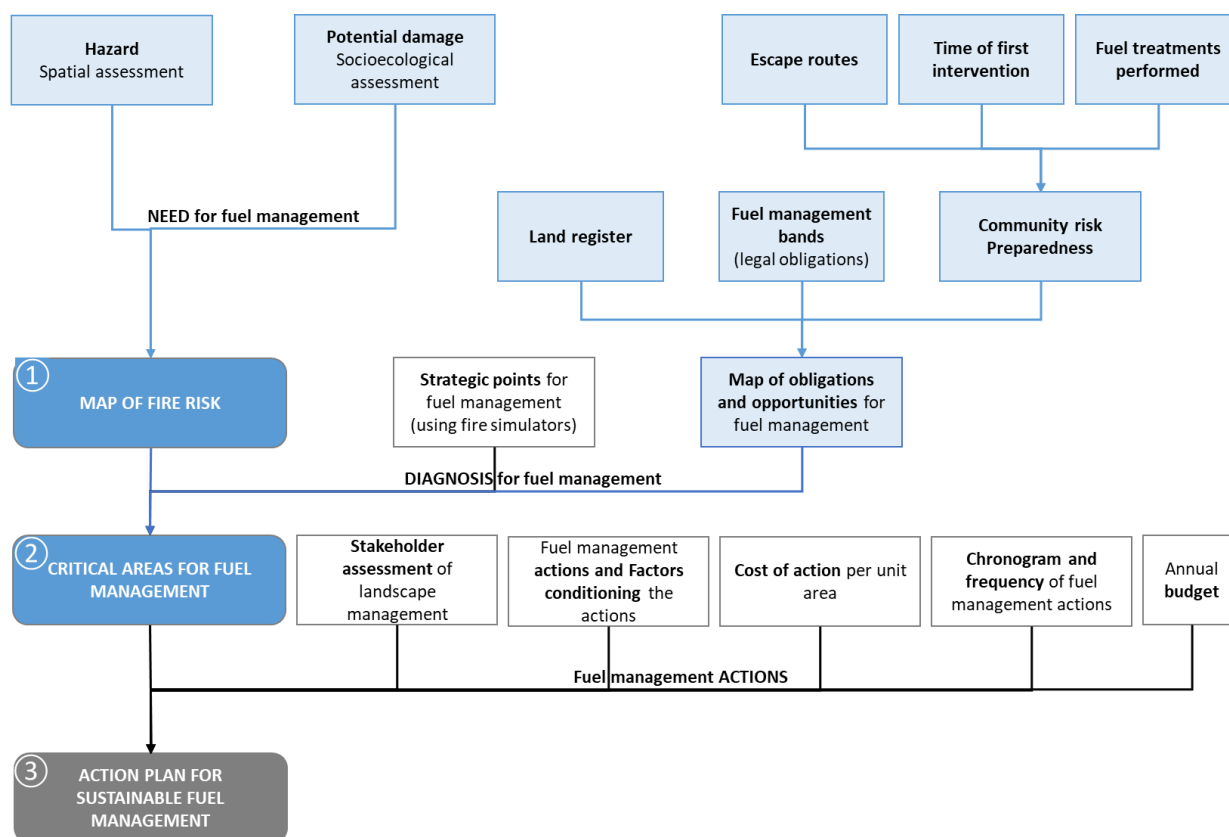 Hazard
Spatial assessment
Potential damage
Socioecological
assessment
Escape routes
Time of first
intervention
Fuel treatments
performed
NEED for fuel management
Land register
Fuel management
bands
(legal obligations)
Community risk
Preparedness
1
MAP OF FIRE RISK
Strategic points for
fuel management
(using fire simulators)
Map of obligations
and opportunities for
fuel management
DIAGNOSIS for fuel management
2
CRITICAL AREAS FOR FUEL
MANAGEMENT
Stakeholder
assessment of
landscape
management
Fuel management
actions and Factors
conditioning the
actions
Cost of action per unit
area
Chronogram and
frequency of fuel
management actions
Annual
budget
Fuel management ACTIONS
3
ACTION PLAN FOR
SUSTAINABLE FUEL
MANAGEMENT